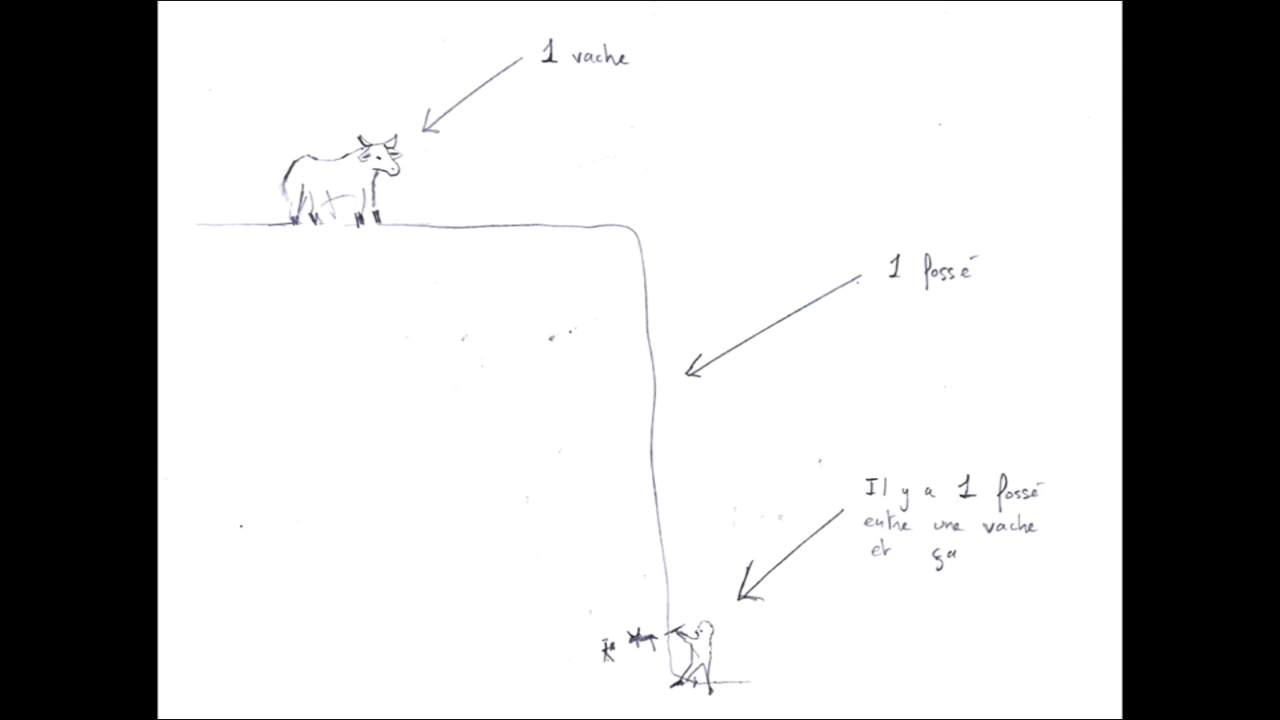 1 vache
1 fossé
Il y a 1 fossé
entre une vache
et ça